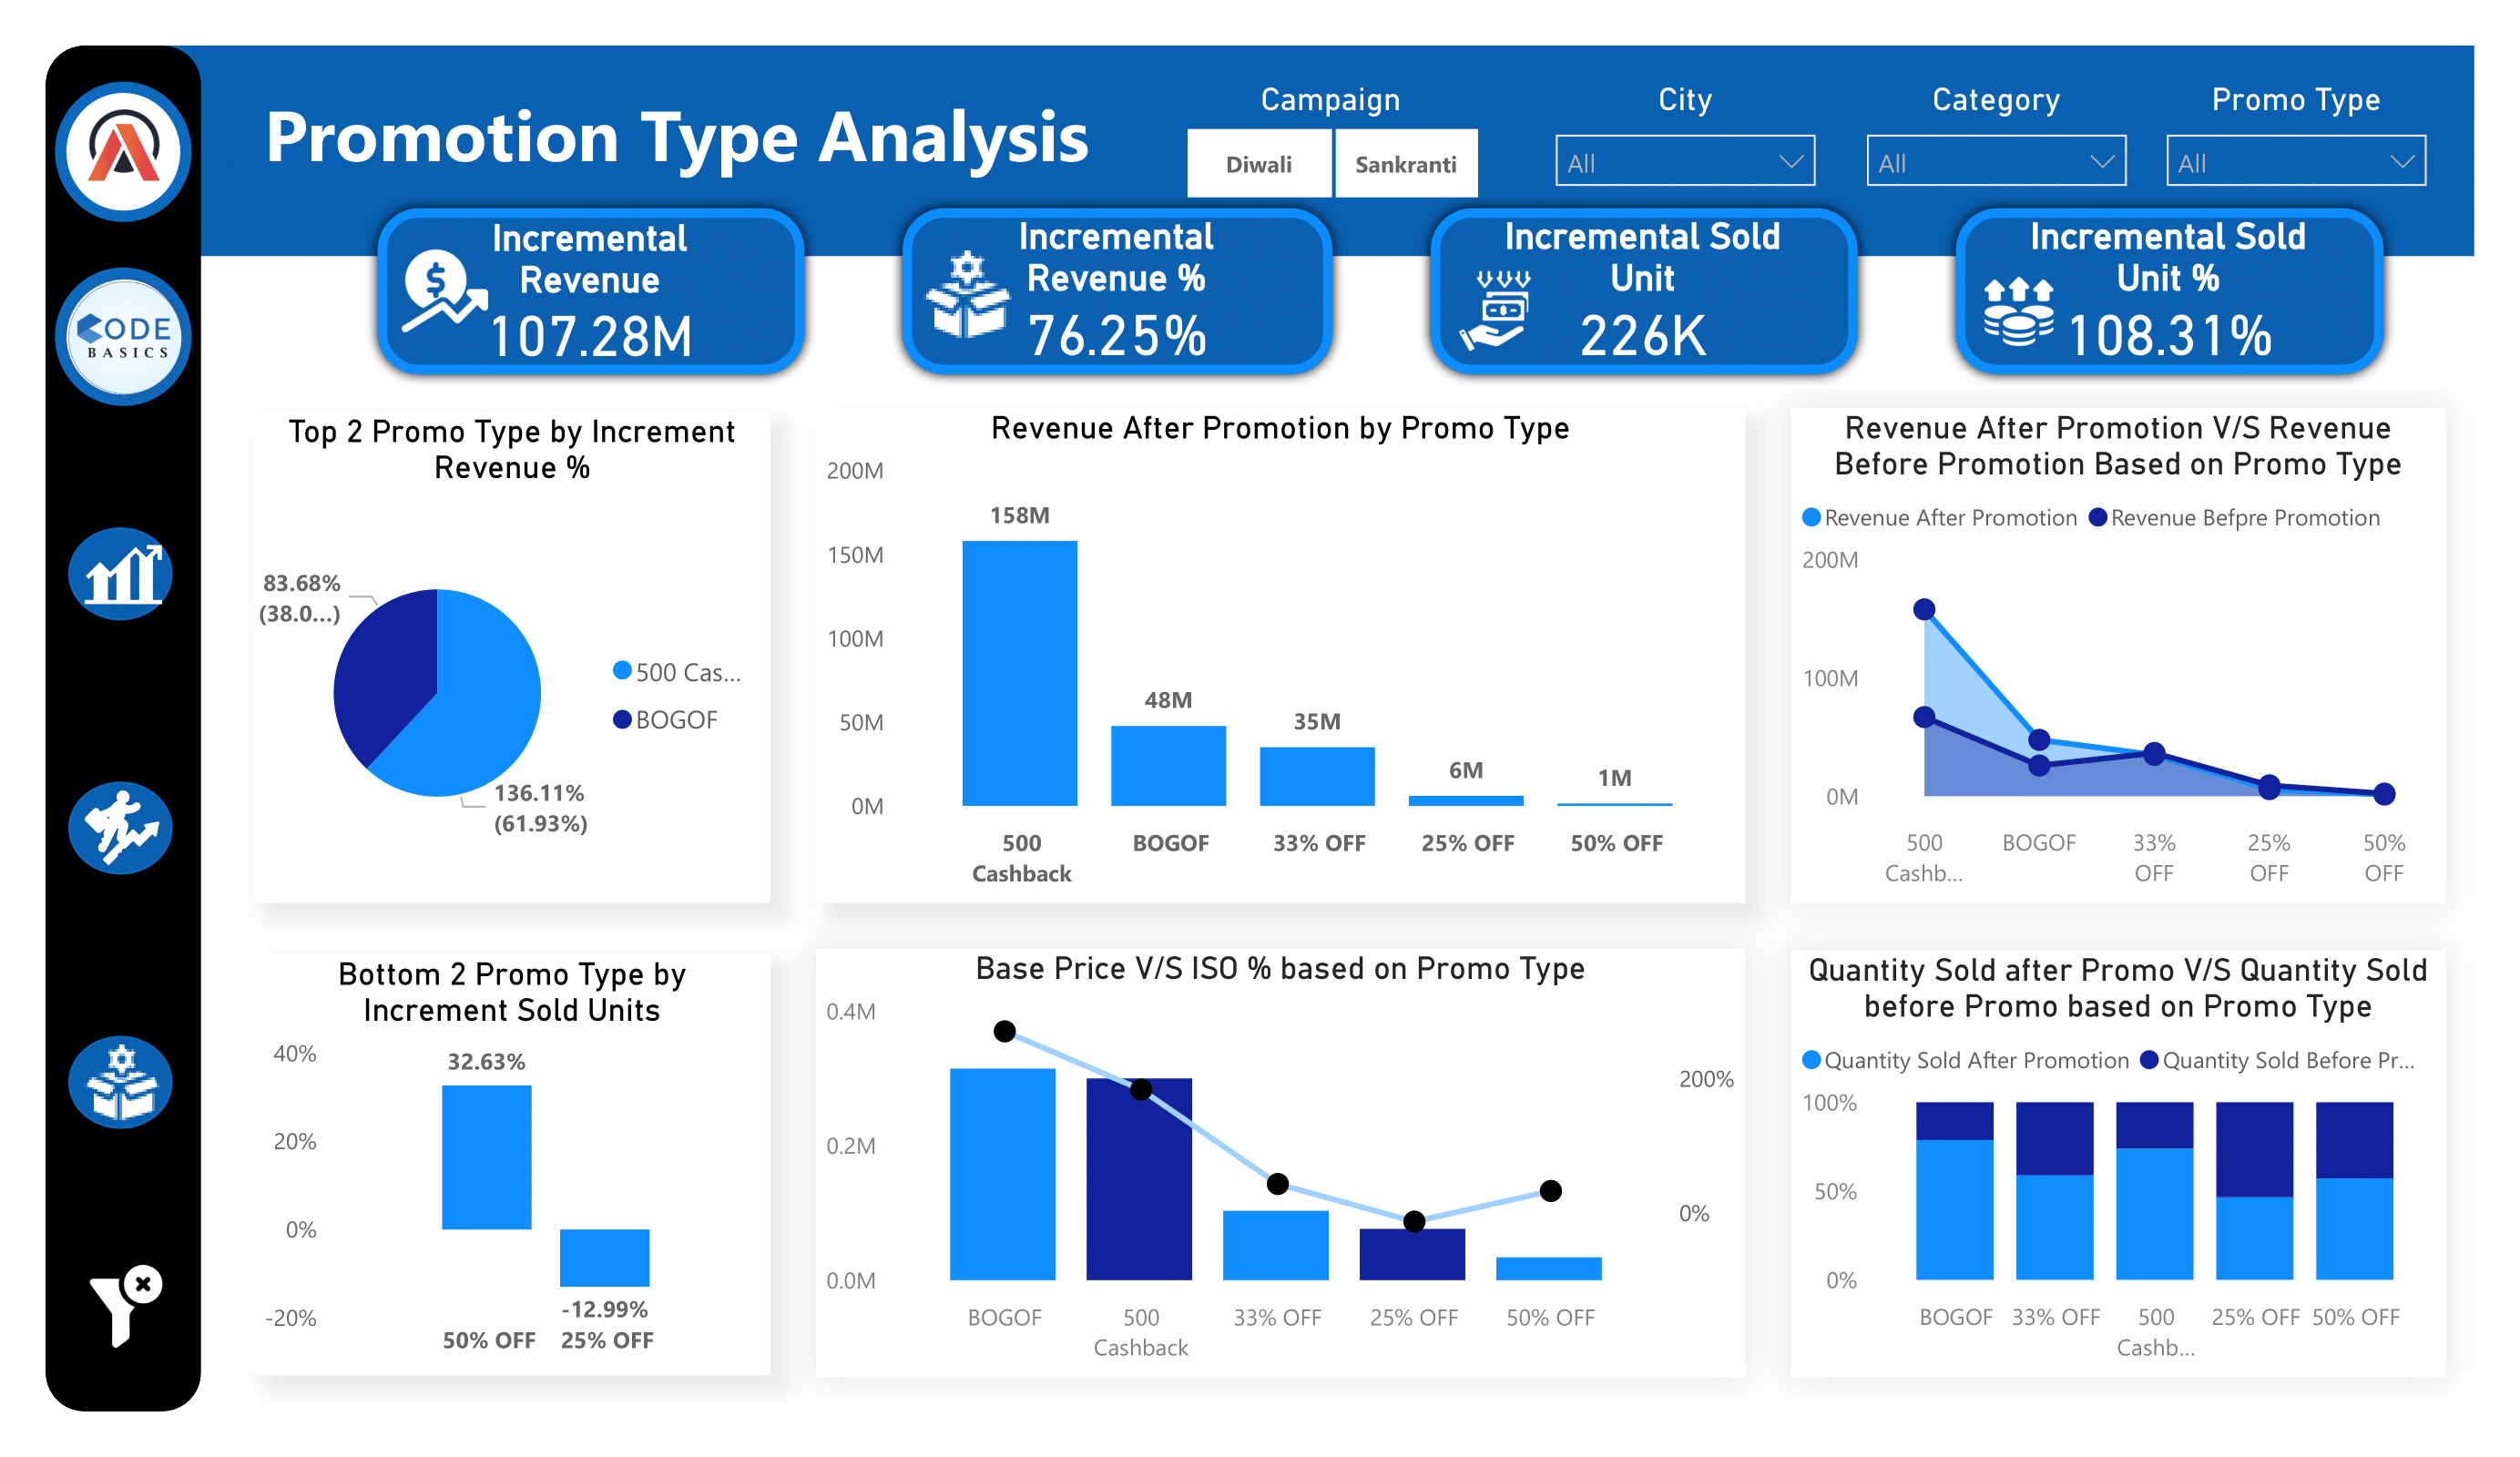 Promotion Type Analysis
Campaign
Diwali
Sankranti
City
All
Category
All
Promo Type
All
CODE
BASICS
Incremental
Revenue
107.28M
Incremental
Revenue %
76.25%
Incremental Sold
Unit
226K
Incremental Sold
Unit %
108.31%
Top 2 Promo Type by Increment
Revenue %
83.68%
(38.0...)
136.11%
(61.93%)
500 Cas...
BOGOF
Revenue After Promotion by Promo Type
200M
150M
100M
50M
0M
158M
48M
35M
6M
1M
500
Cashback
BOGOF
33% OFF
25% OFF
50% OFF
Revenue After Promotion V/S Revenue
Before Promotion Based on Promo Type
Revenue After Promotion
Revenue Befpre Promotion
200M
100M
0M
500
Cashb...
BOGOF
33%
OFF
25%
OFF
50%
OFF
Bottom 2 Promo Type by
Increment Sold Units
40%
20%
0%
-20%
32.63%
-12.99%
50% OFF
25% OFF
Base Price V/S ISO % based on Promo Type
0.4M
0.2M
0.0M
200%
0%
BOGOF
500
Cashback
33% OFF
25% OFF
50% OFF
Quantity Sold after Promo V/S Quantity Sold
before Promo based on Promo Type
Quantity Sold After Promotion
Quantity Sold Before Pr...
100%
50%
0%
BOGOF
33% OFF
500
Cashb...
25% OFF
50% OFF